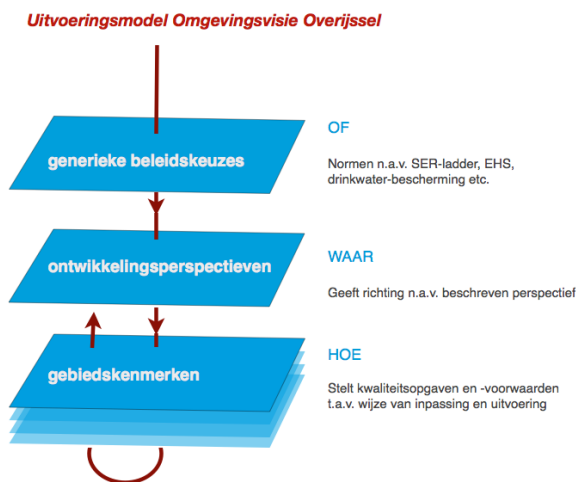 Uitvoeringsmodel Omgevingsvisie Overijssel
generieke beleidskeuzes
OF
Normen n.a.v. SER-ladder, EHS,
drinkwater-bescherming etc.
ontwikkelingsperspectieven
WAAR
Geeft richting n.a.v. beschreven perspectief
gebiedskenmerken
HOE
Stelt kwaliteitsopgaven en -voorwaarden
t.a.v. wijze van inpassing en uitvoering